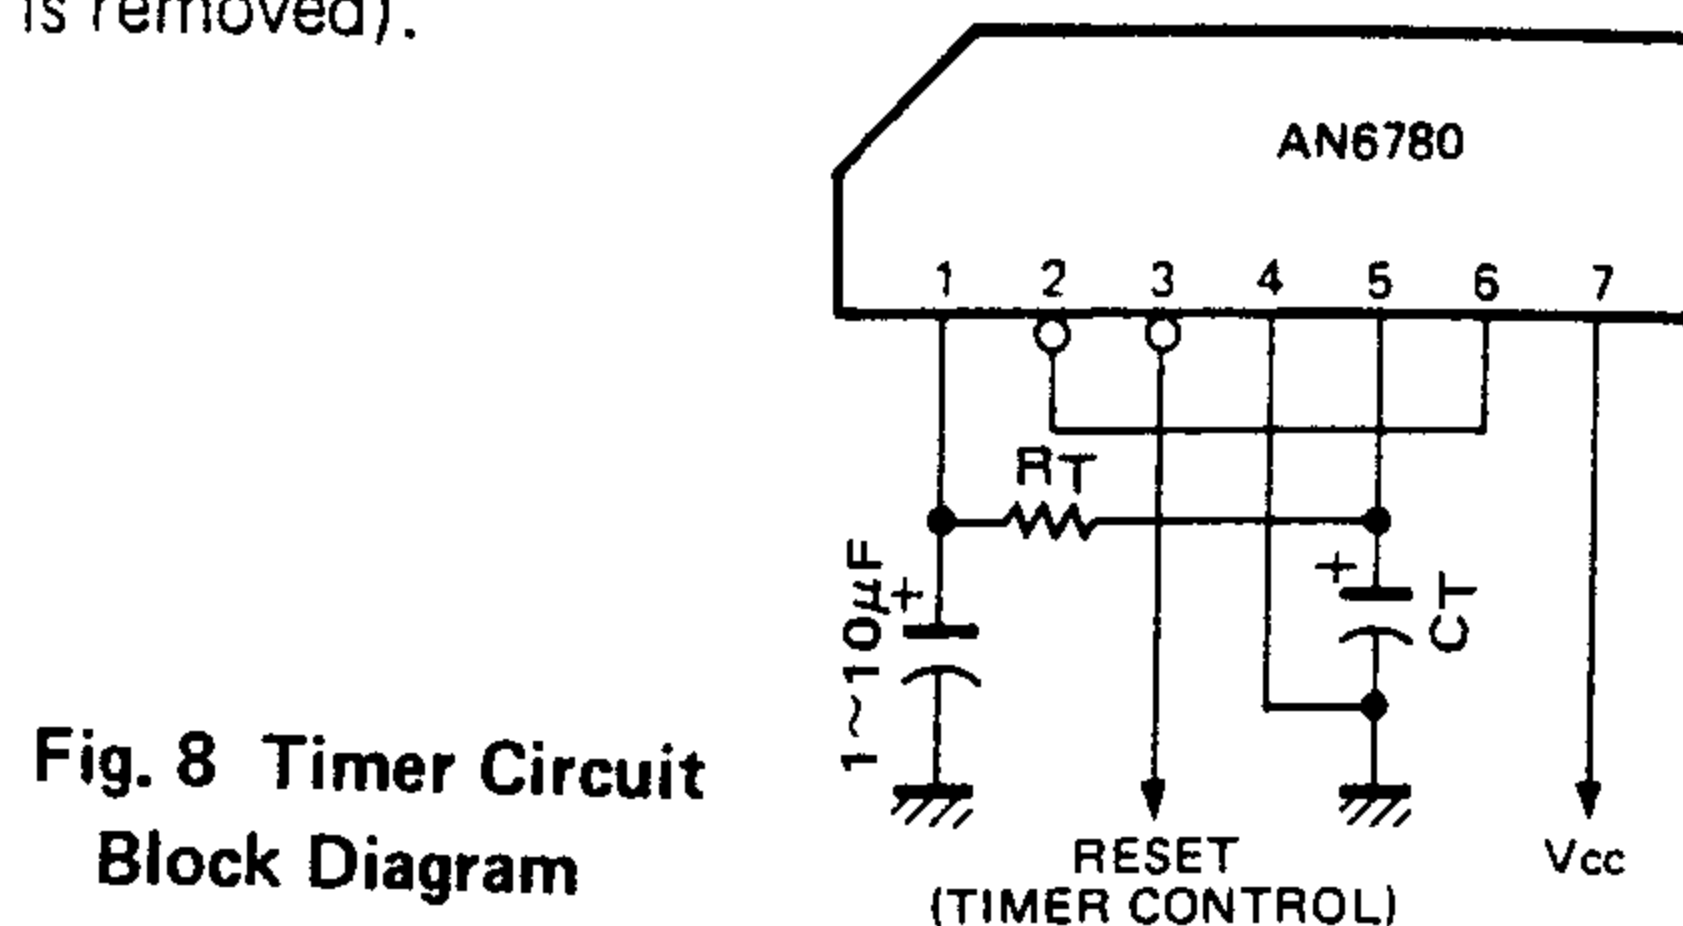 is removed).
AN6780
1 2 3 4 5 6 7
RT
1~10µF
+
+
CT
Fig. 8 Timer Circuit
Block Diagram
RESET
(TIMER CONTROL)
Vcc